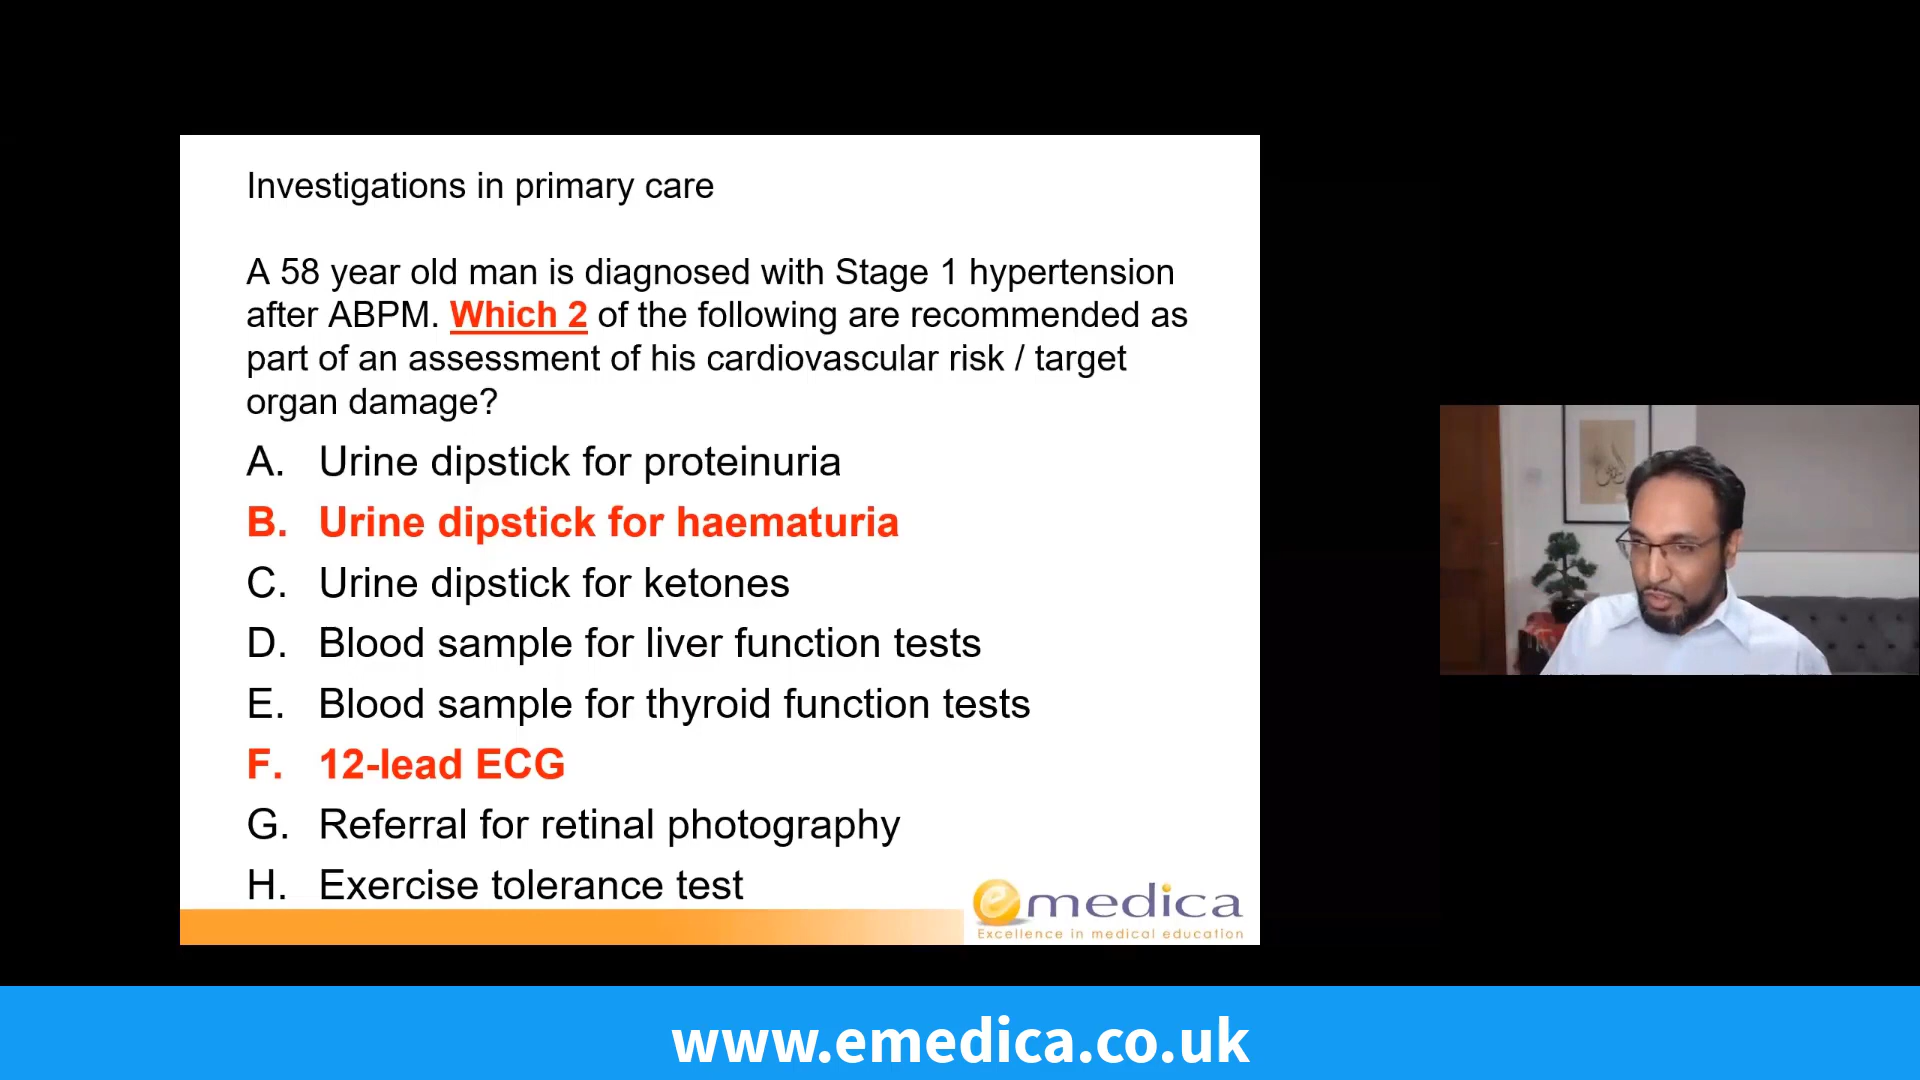 Investigations in primary care
A 58 year old man is diagnosed with Stage 1 hypertension
after ABPM. Which 2 of the following are recommended as
part of an assessment of his cardiovascular risk / target
organ damage?
A. Urine dipstick for proteinuria
B. Urine dipstick for haematuria
C. Urine dipstick for ketones
D. Blood sample for liver function tests
E. Blood sample for thyroid function tests
F. 12-lead ECG
G. Referral for retinal photography
H. Exercise tolerance test
emedica
Excellence in medical education
www.emedica.co.uk